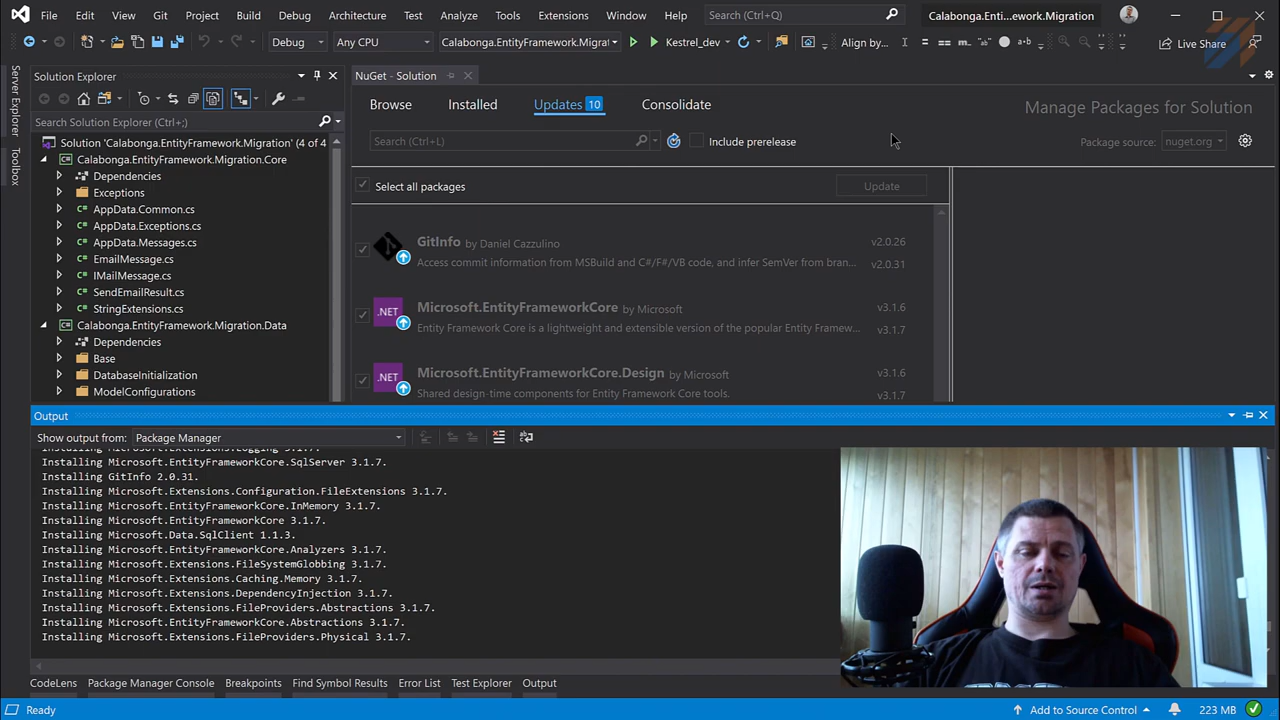 File Edit View Git Project Build Debug Architecture Test Analyze Tools Extensions Window Help Search (Ctrl+Q) Calabonga.Enti...ework.Migration
Debug Any CPU Calabonga.EntityFramework.Migrat Kestrel_dev Align by... Live Share
Server Explorer
Toolbox
Solution Explorer
Search Solution Explorer (Ctrl+;)
Solution 'Calabonga.EntityFramework.Migration' (4 of 4
Calabonga.EntityFramework.Migration.Core
Dependencies
Exceptions
AppData.Common.cs
AppData.Exceptions.cs
AppData.Messages.cs
EmailMessage.cs
IMailMessage.cs
SendEmailResult.cs
StringExtensions.cs
Calabonga.EntityFramework.Migration.Data
Dependencies
Base
DatabaseInitialization
ModelConfigurations
NuGet - Solution
Browse Installed Updates 10 Consolidate
Manage Packages for Solution
Search (Ctrl+L) Include prerelease
Package source: nuget.org
Select all packages Update
GitInfo by Daniel Cazzulino v2.0.26
Access commit information from MSBuild and C#/F#/VB code, and infer SemVer from bran... v2.0.31
.NET Microsoft.EntityFrameworkCore by Microsoft v3.1.6
Entity Framework Core is a lightweight and extensible version of the popular Entity Framew... v3.1.7
.NET Microsoft.EntityFrameworkCore.Design by Microsoft v3.1.6
Shared design-time components for Entity Framework Core tools. v3.1.7
Output
Show output from: Package Manager
Installing Microsoft.Extensions.Logging 3.1.7.
Installing Microsoft.EntityFrameworkCore.SqlServer 3.1.7.
Installing GitInfo 2.0.31.
Installing Microsoft.Extensions.Configuration.FileExtensions 3.1.7.
Installing Microsoft.EntityFrameworkCore.InMemory 3.1.7.
Installing Microsoft.EntityFrameworkCore 3.1.7.
Installing Microsoft.Data.SqlClient 1.1.3.
Installing Microsoft.EntityFrameworkCore.Analyzers 3.1.7.
Installing Microsoft.Extensions.FileSystemGlobbing 3.1.7.
Installing Microsoft.Extensions.Caching.Memory 3.1.7.
Installing Microsoft.Extensions.DependencyInjection 3.1.7.
Installing Microsoft.Extensions.FileProviders.Abstractions 3.1.7.
Installing Microsoft.EntityFrameworkCore.Abstractions 3.1.7.
Installing Microsoft.Extensions.FileProviders.Physical 3.1.7.
CodeLens Package Manager Console Breakpoints Find Symbol Results Error List Test Explorer Output
Ready Add to Source Control 223 MB